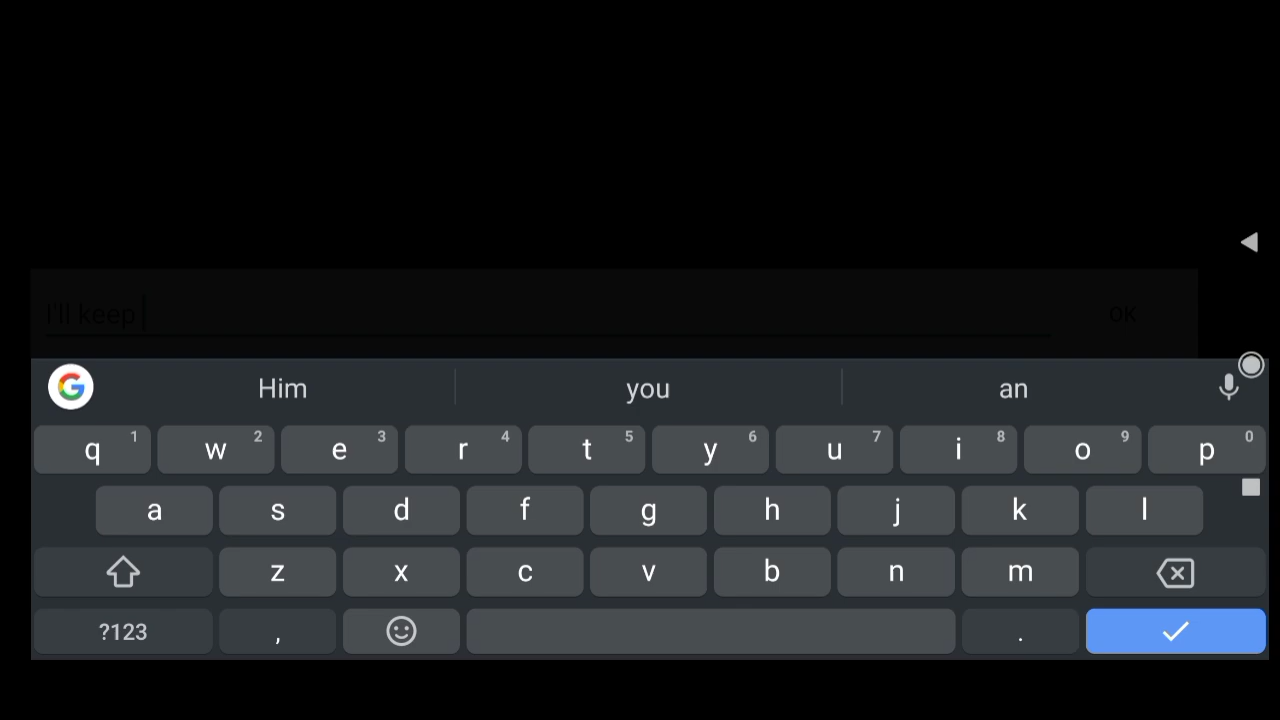 I'll keep
OK
Him you an
q 1 w 2 e 3 r 4 t 5 y 6 u 7 i 8 o 9 p 0
a s d f g h j k l
z x c v b n m
?123 , .